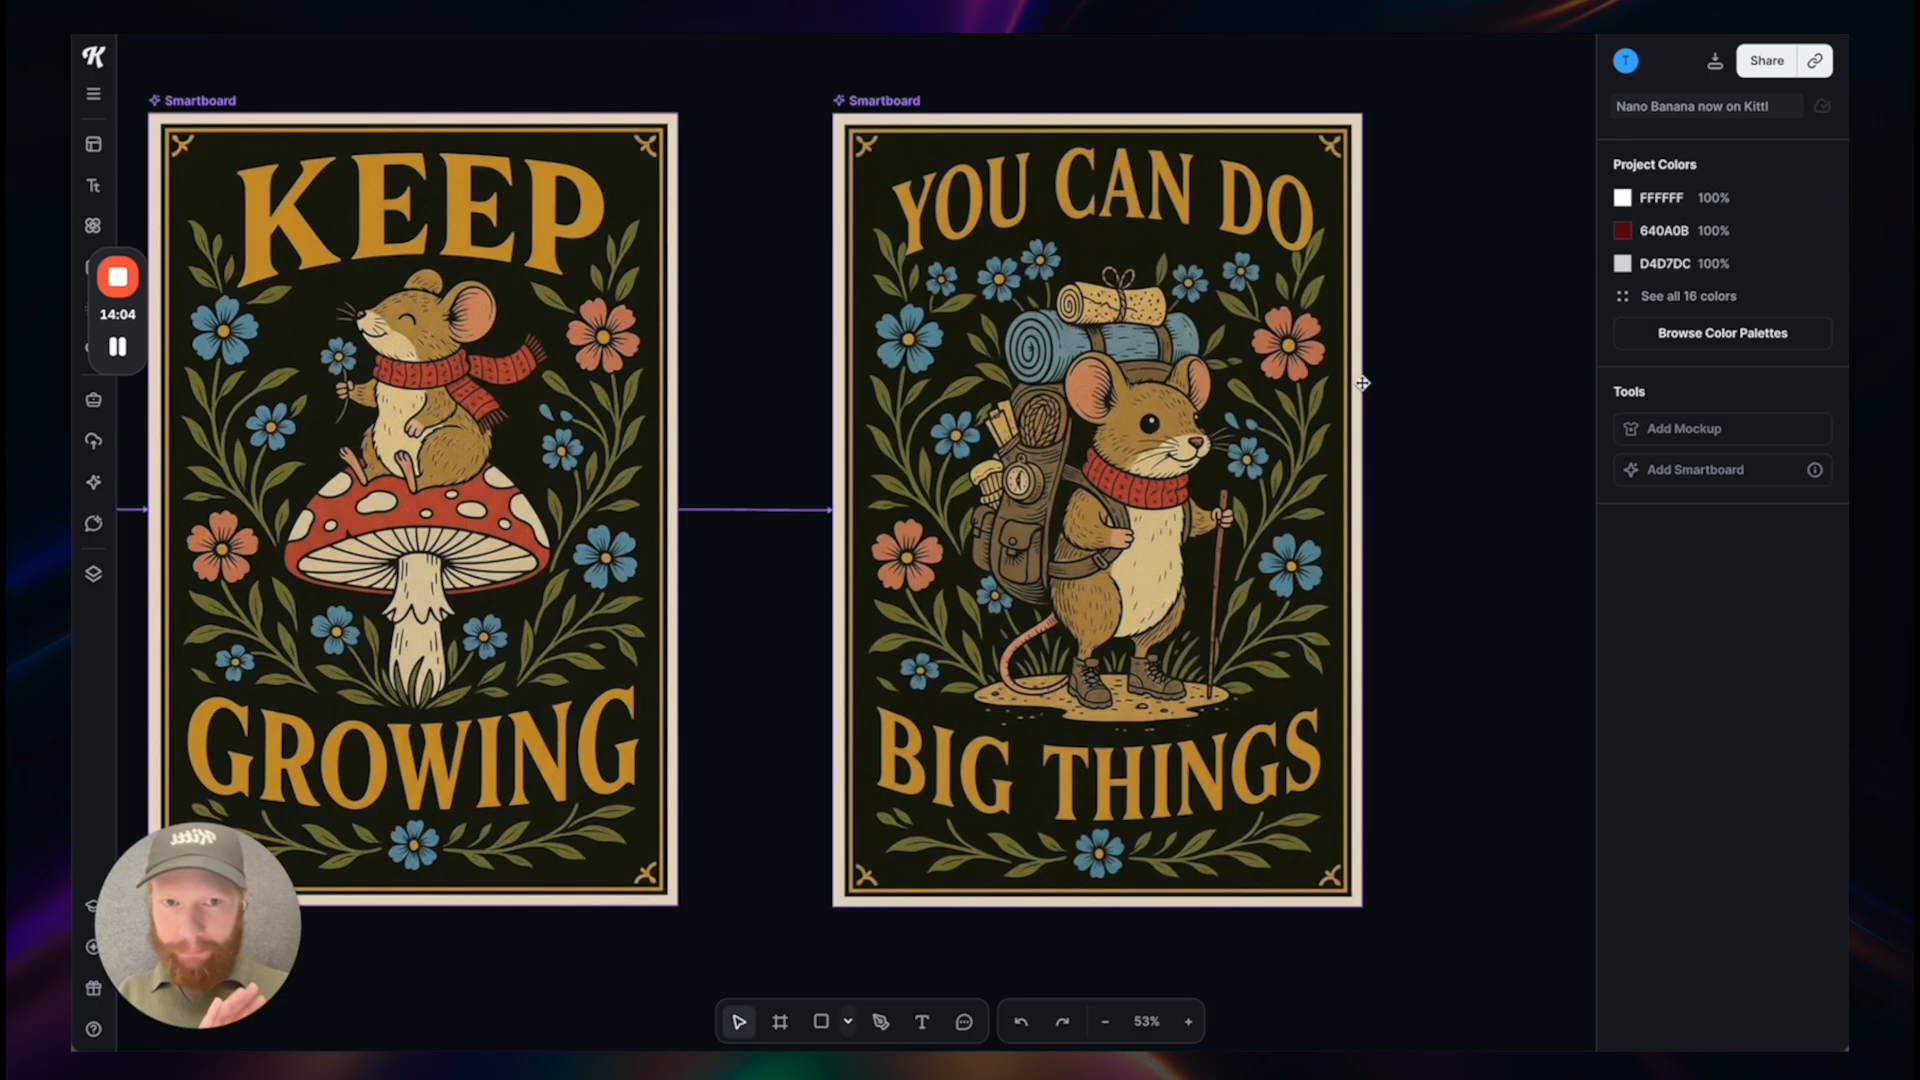 K
Smartboard
Smartboard
T
Share
Nano Banana now on Kittl
Project Colors
FFFFFF 100%
640A0B 100%
D4D7DC 100%
See all 16 colors
Browse Color Palettes
Tools
Add Mockup
Add Smartboard
Tt
14:04
KEEP
GROWING
YOU CAN DO
BIG THINGS
Kittl
T
53%